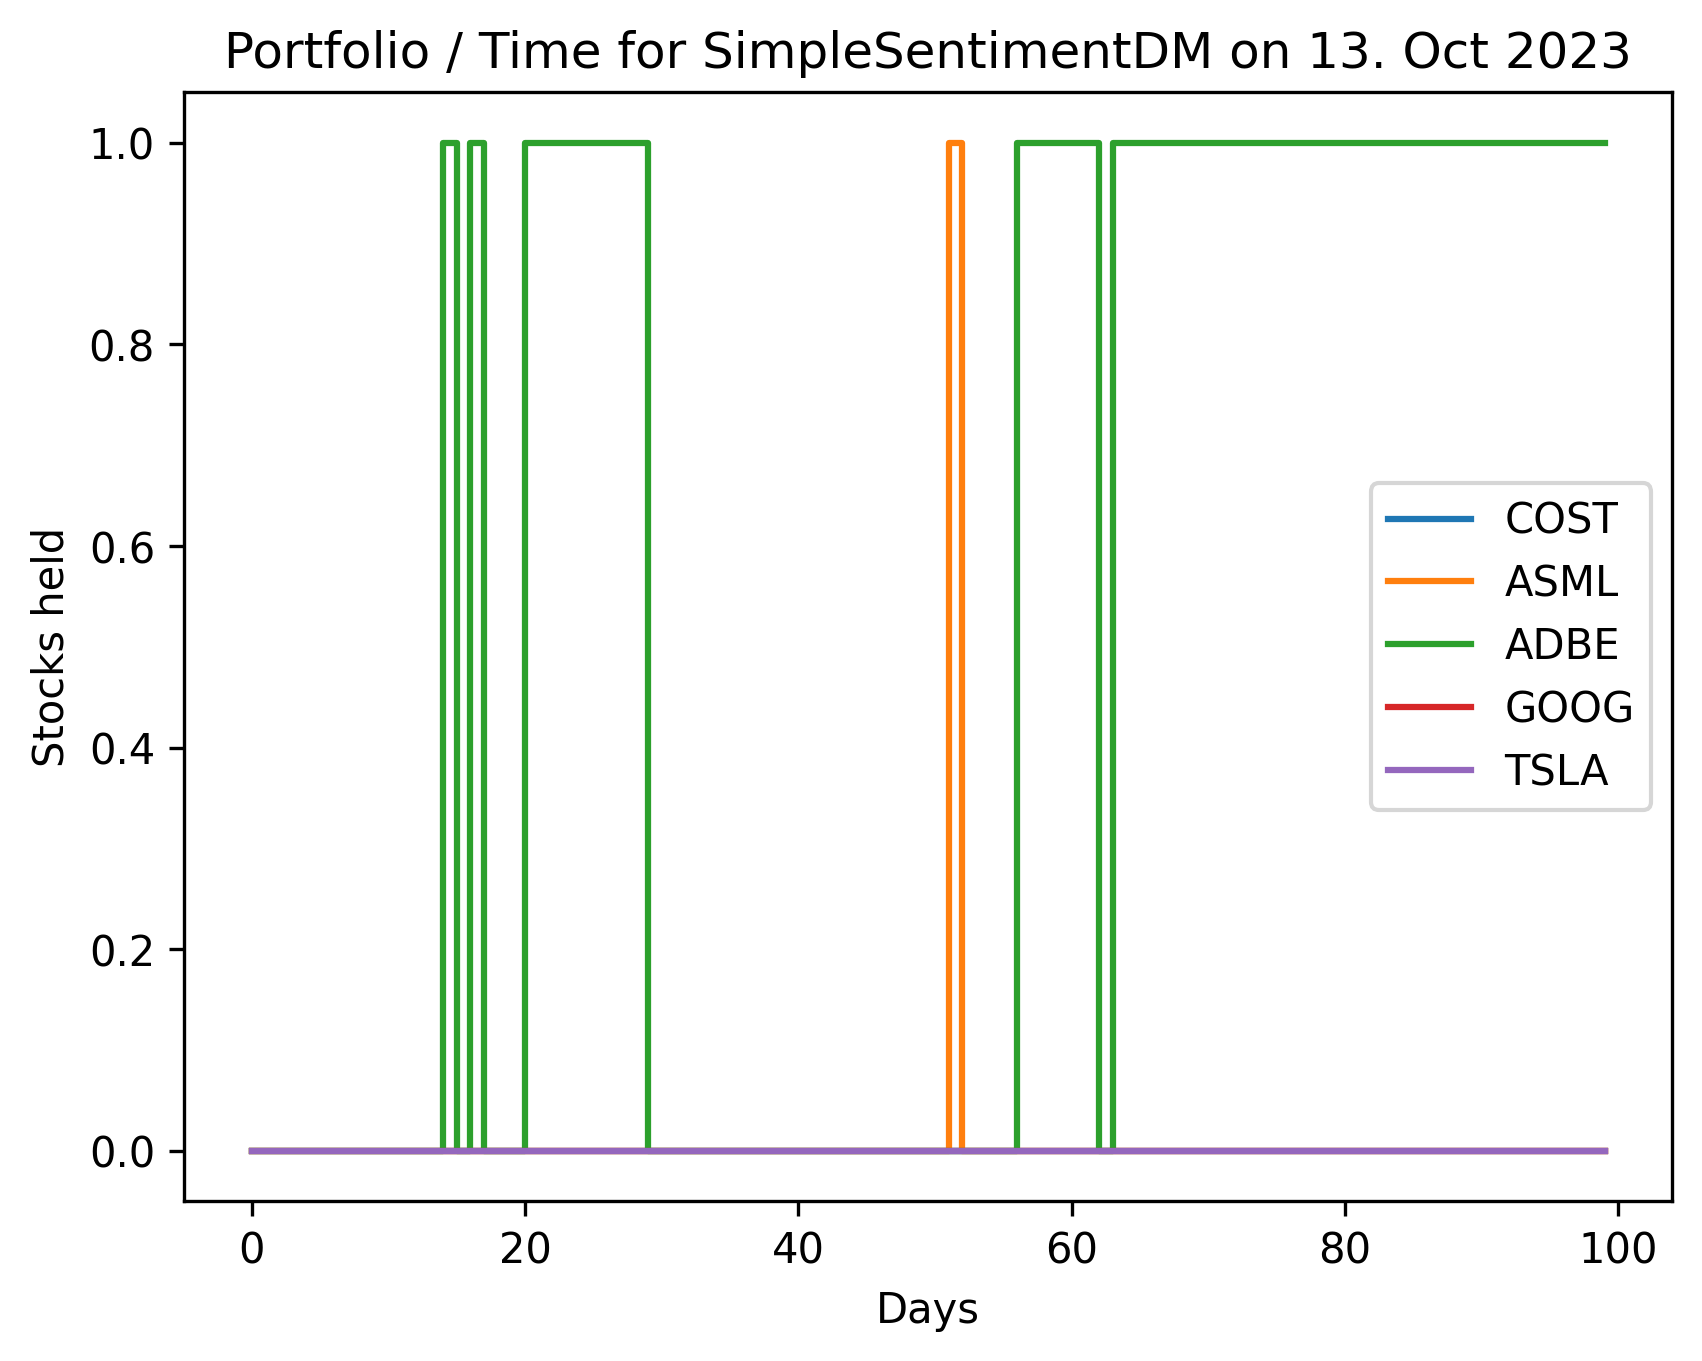 Portfolio / Time for SimpleSentimentDM on 13. Oct 2023
1.0
0.8
0.6
0.4
0.2
0.0
Stocks held
COST
ASML
ADBE
GOOG
TSLA
0 20 40 60 80 100
Days